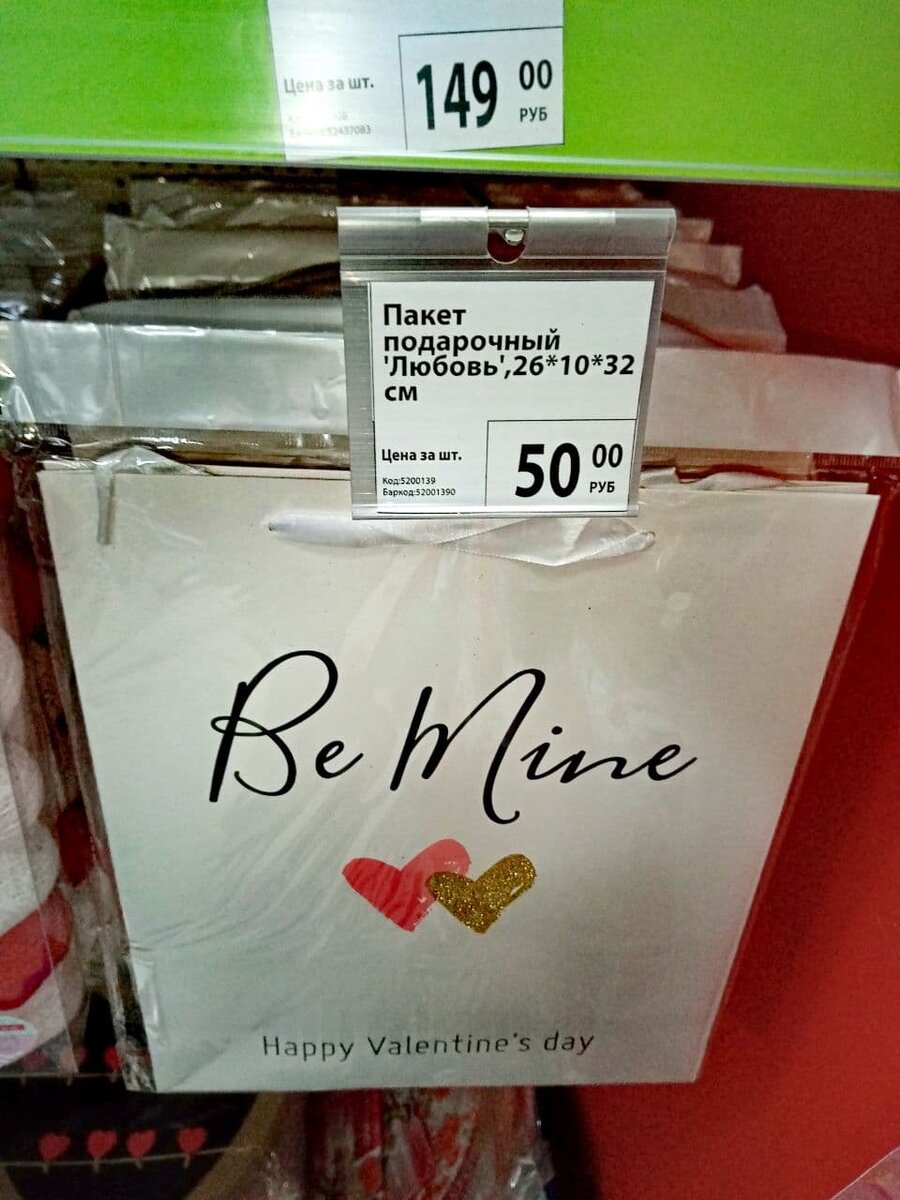 Цена за шт.
149 00
РУБ
52437083
Пакет
подарочный
'Любовь',26*10*32
см
Цена за шт.
50 00
РУБ
Код:5200139
Баркод:52001390
Be Mine
Happy Valentine's day